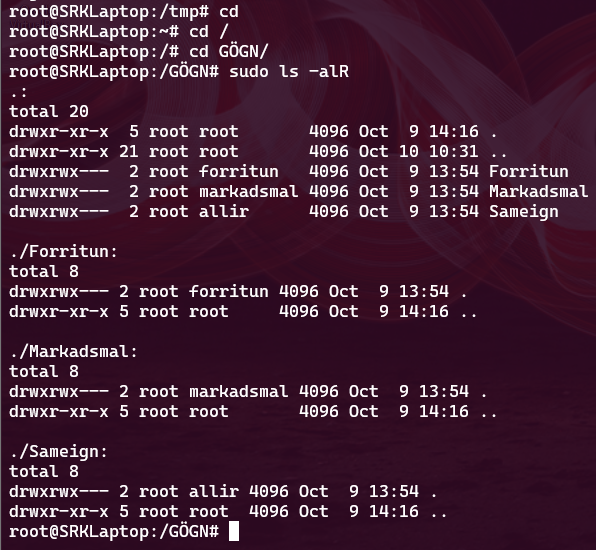 root@SRKLaptop:/tmp# cd
root@SRKLaptop:~# cd /
root@SRKLaptop:/# cd GÖGN/
root@SRKLaptop:/GÖGN# sudo ls -alR
.:
total 20
drwxr-xr-x  5 root root       4096 Oct  9 14:16 .
drwxr-xr-x 21 root root       4096 Oct 10 10:31 ..
drwxrwx---  2 root forritun   4096 Oct  9 13:54 Forritun
drwxrwx---  2 root markadsmal 4096 Oct  9 13:54 Markadsmal
drwxrwx---  2 root allir      4096 Oct  9 13:54 Sameign

./Forritun:
total 8
drwxrwx--- 2 root forritun 4096 Oct  9 13:54 .
drwxr-xr-x 5 root root     4096 Oct  9 14:16 ..

./Markadsmal:
total 8
drwxrwx--- 2 root markadsmal 4096 Oct  9 13:54 .
drwxr-xr-x 5 root root       4096 Oct  9 14:16 ..

./Sameign:
total 8
drwxrwx--- 2 root allir 4096 Oct  9 13:54 .
drwxr-xr-x 5 root root  4096 Oct  9 14:16 ..
root@SRKLaptop:/GÖGN#